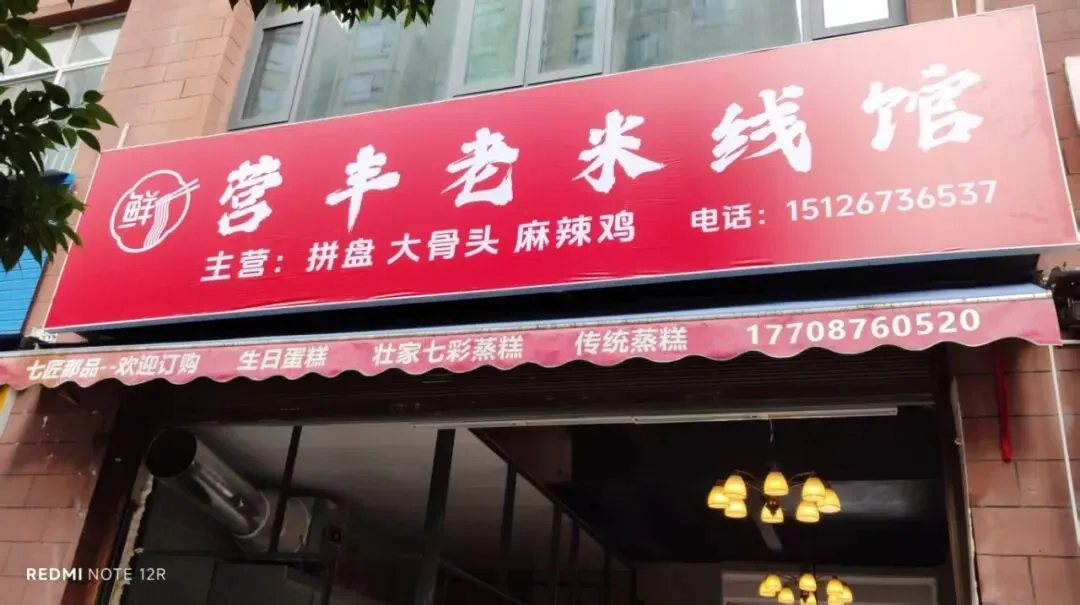 鲜
营丰老米线馆
主营：拼盘 大骨头 麻辣鸡 电话：15126736537
七匠郡品--欢迎订购 生日蛋糕 壮家七彩蒸糕 传统蒸糕 17708760520
REDMI NOTE 12R